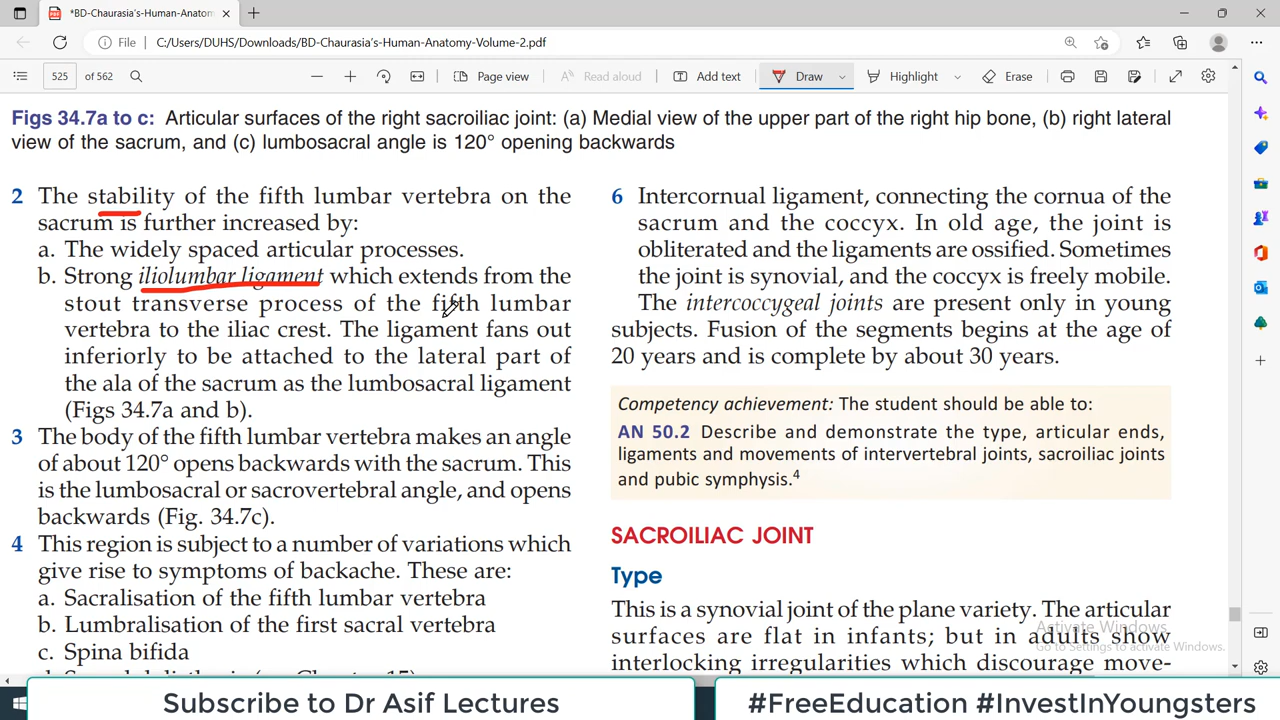 *BD-Chaurasia's-Human-Anatom
File
C:/Users/DUHS/Downloads/BD-Chaurasia's-Human-Anatomy-Volume-2.pdf
525 of 562
Page view
Read aloud
Add text
Draw
Highlight
Erase
Figs 34.7a to c: Articular surfaces of the right sacroiliac joint: (a) Medial view of the upper part of the right hip bone, (b) right lateral
view of the sacrum, and (c) lumbosacral angle is 120° opening backwards
2 The stability of the fifth lumbar vertebra on the
sacrum is further increased by:
a. The widely spaced articular processes.
b. Strong iliolumbar ligament which extends from the
stout transverse process of the fifth lumbar
vertebra to the iliac crest. The ligament fans out
inferiorly to be attached to the lateral part of
the ala of the sacrum as the lumbosacral ligament
(Figs 34.7a and b).
3 The body of the fifth lumbar vertebra makes an angle
of about 120° opens backwards with the sacrum. This
is the lumbosacral or sacrovertebral angle, and opens
backwards (Fig. 34.7c).
4 This region is subject to a number of variations which
give rise to symptoms of backache. These are:
a. Sacralisation of the fifth lumbar vertebra
b. Lumbralisation of the first sacral vertebra
c. Spina bifida
6 Intercornual ligament, connecting the cornua of the
sacrum and the coccyx. In old age, the joint is
obliterated and the ligaments are ossified. Sometimes
the joint is synovial, and the coccyx is freely mobile.
The intercoccygeal joints are present only in young
subjects. Fusion of the segments begins at the age of
20 years and is complete by about 30 years.
Competency achievement: The student should be able to:
AN 50.2 Describe and demonstrate the type, articular ends,
ligaments and movements of intervertebral joints, sacroiliac joints
and pubic symphysis.4
SACROILIAC JOINT
Type
This is a synovial joint of the plane variety. The articular
surfaces are flat in infants; but in adults show
interlocking irregularities which discourage move-
Activate Windows
Go to Settings to activate Windows.
Subscribe to Dr Asif Lectures
#FreeEducation #InvestInYoungsters